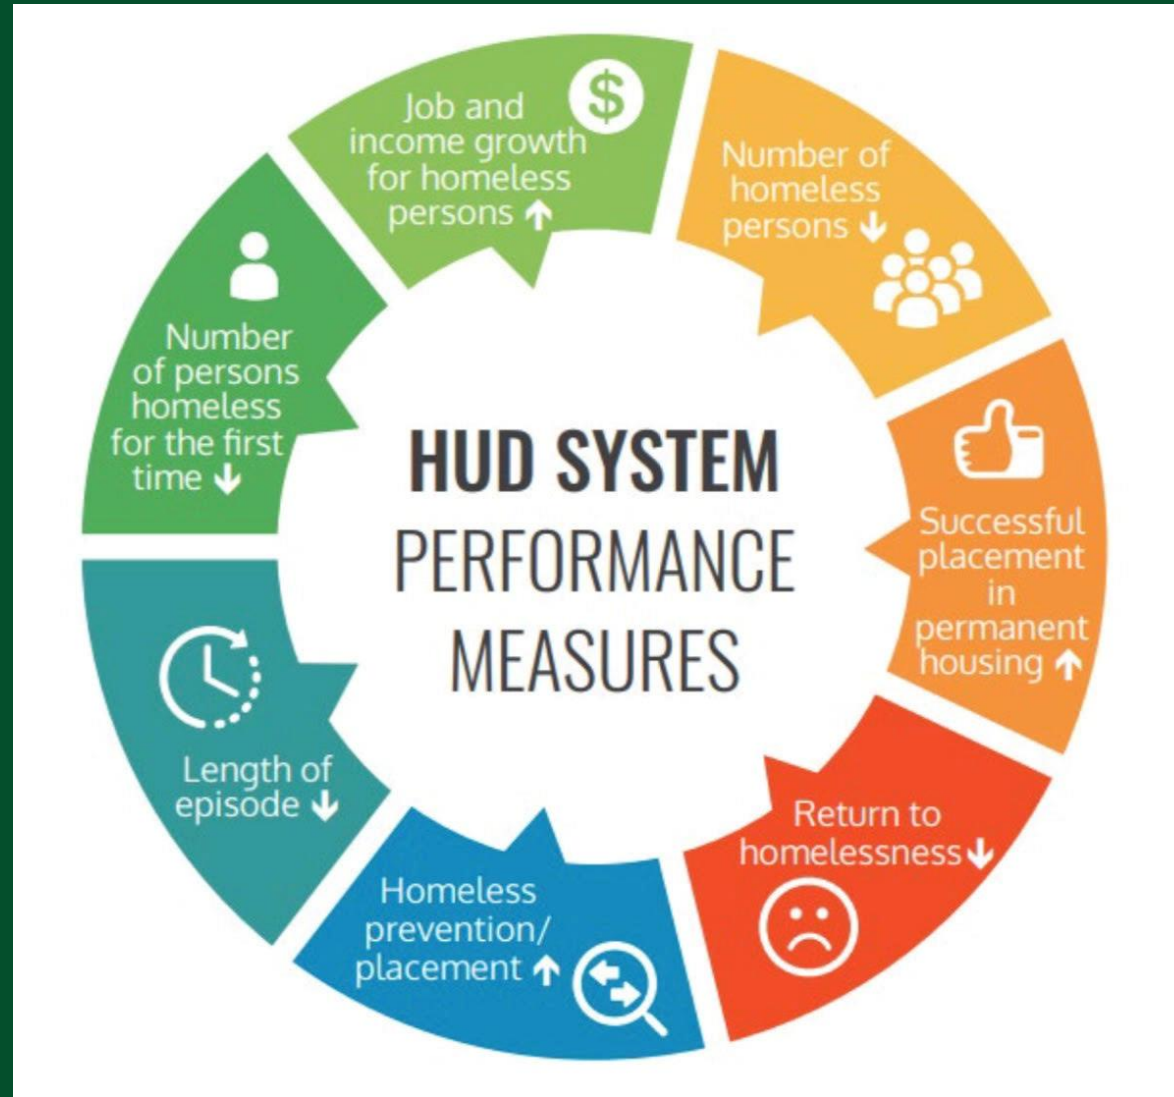 HUD SYSTEM
PERFORMANCE
MEASURES
Job and
income growth
for homeless
persons ↑
$
Number of
homeless
persons ↓
Successful
placement
in
permanent
housing ↑
Return to
homelessness ↓
Homeless
prevention/
placement ↑
Length of
episode ↓
Number
of persons
homeless
for the first
time ↓